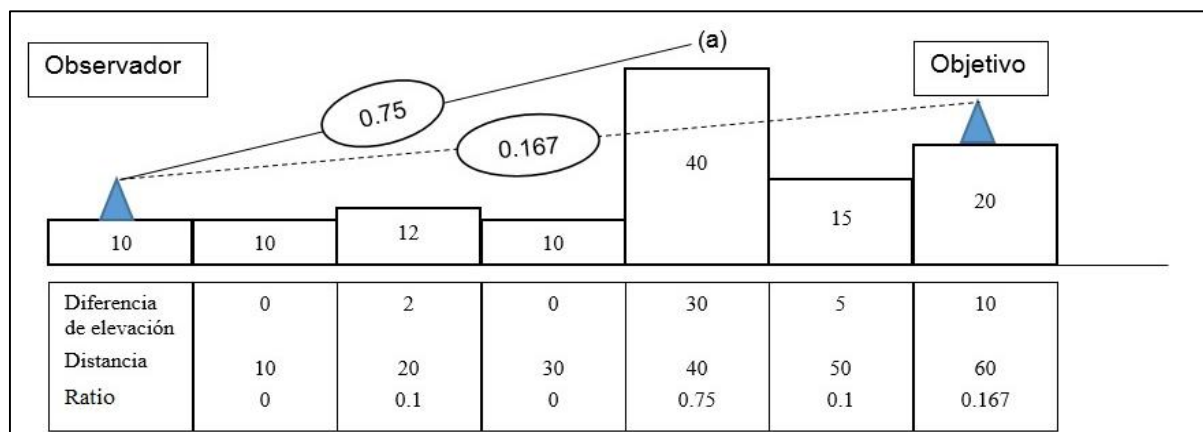 (a)
Observador
Objetivo
0.75
0.167
10 10 12 10 40 15 20
Diferencia de elevación 0 2 0 30 5 10
Distancia 10 20 30 40 50 60
Ratio 0 0.1 0 0.75 0.1 0.167